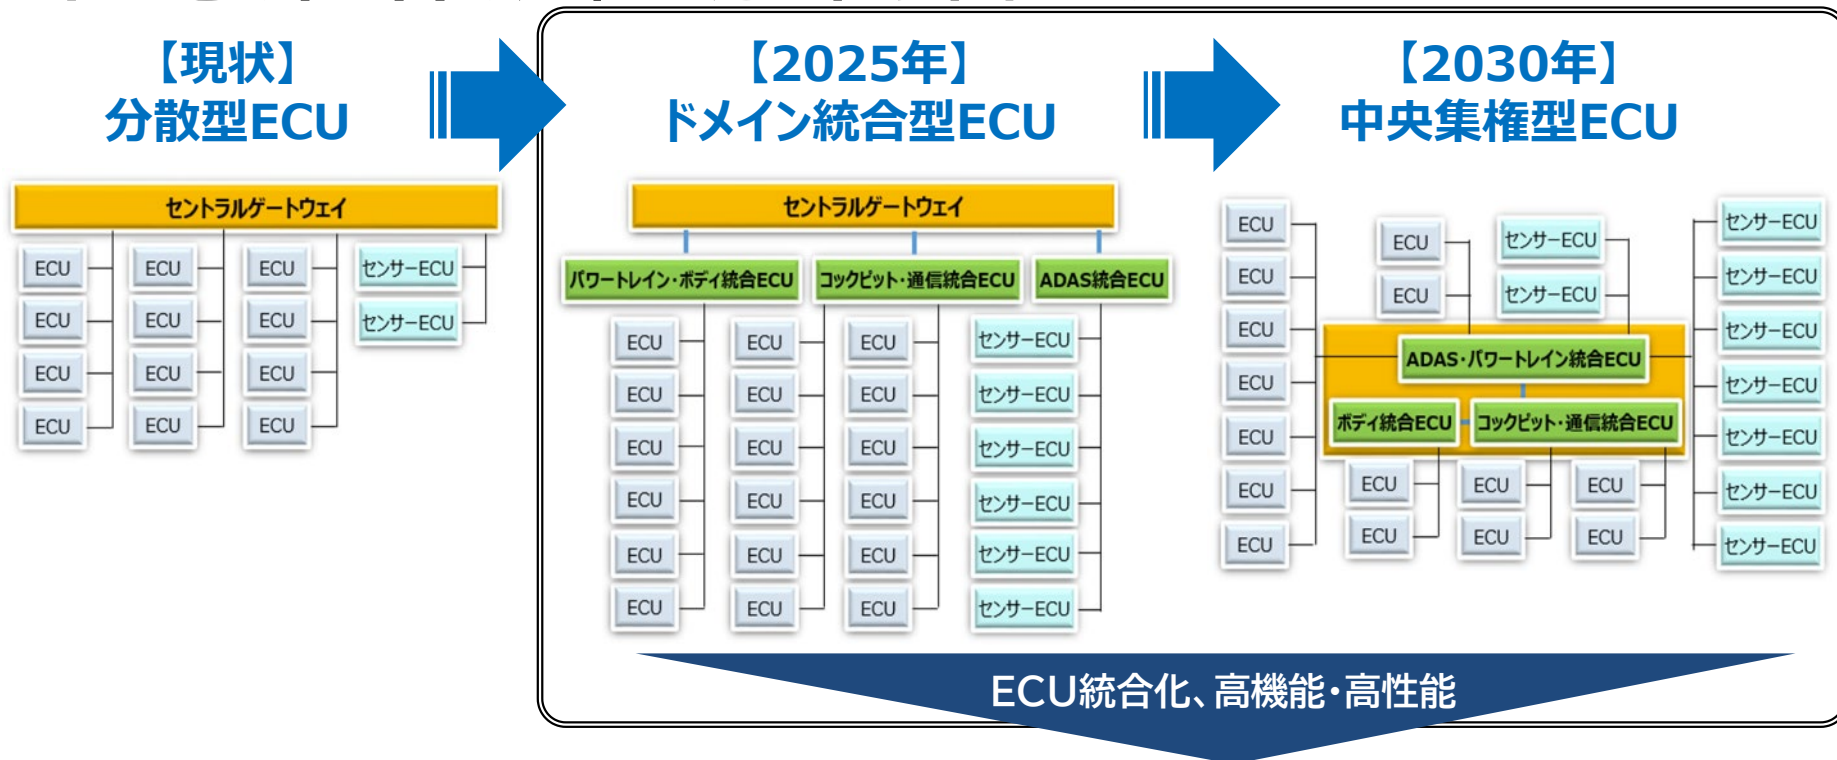 【現状】
分散型ECU
【2025年】
ドメイン統合型ECU
【2030年】
中央集権型ECU
セントラルゲートウェイ
ECU
ECU
ECU
センサーECU
ECU
ECU
ECU
センサーECU
ECU
ECU
ECU
ECU
ECU
ECU
セントラルゲートウェイ
パワートレイン・ボディ統合ECU
コックピット・通信統合ECU
ADAS統合ECU
ECU
ECU
ECU
センサーECU
ECU
ECU
ECU
センサーECU
ECU
ECU
ECU
センサーECU
ECU
ECU
ECU
センサーECU
ECU
ECU
ECU
センサーECU
ECU
ECU
ECU
センサーECU
ECU
ECU
ECU
ECU
ECU
ECU
ECU
ECU
ECU
センサーECU
センサーECU
センサーECU
センサーECU
センサーECU
センサーECU
センサーECU
センサーECU
センサーECU
ADAS・パワートレイン統合ECU
ボディ統合ECU
コックピット・通信統合ECU
ECU
ECU
ECU
ECU
ECU
ECU
ECU統合化、高機能・高性能